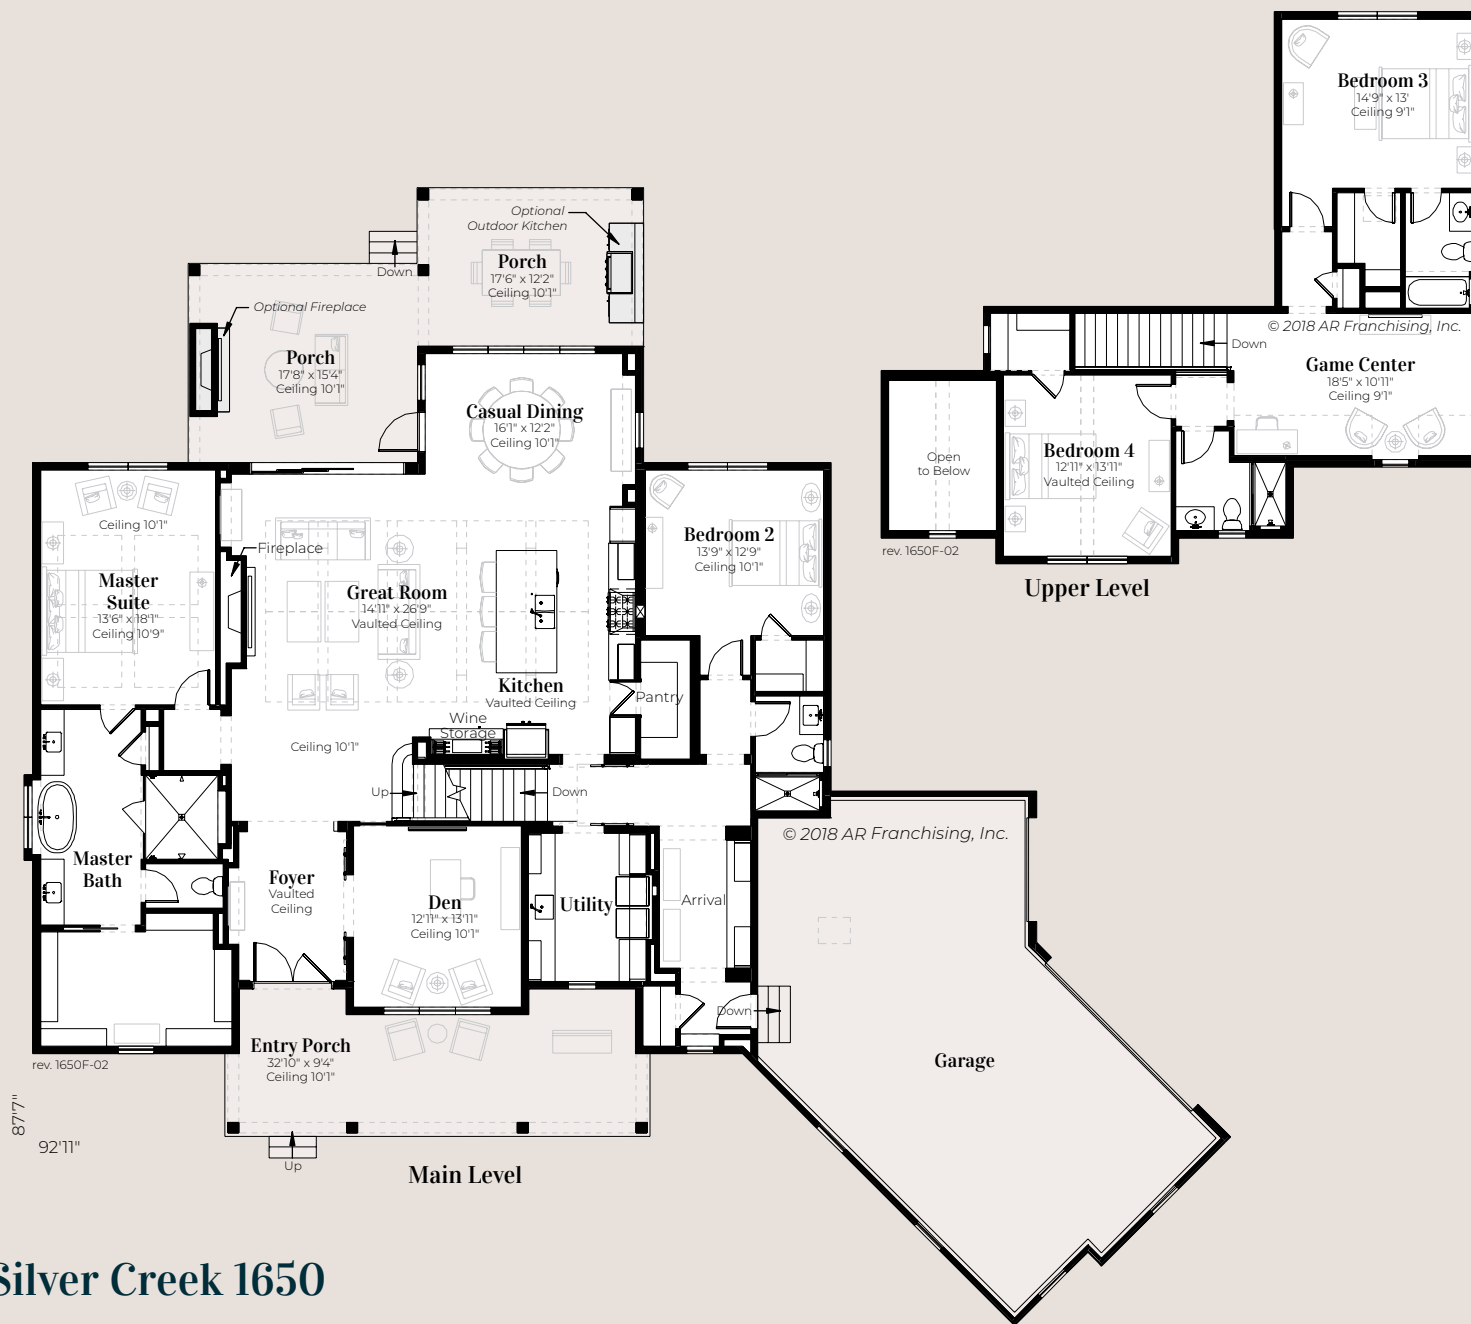 Bedroom 3
14'9" x 13'
Ceiling 9'1"
Optional
Outdoor Kitchen
Porch
17'6" x 12'2"
Ceiling 10'1"
Down
Optional Fireplace
Porch
17'8" x 15'4"
Ceiling 10'1"
© 2018 AR Franchising, Inc.
Down
Game Center
18'5" x 10'11"
Ceiling 9'1"
Casual Dining
16'1" x 12'2"
Ceiling 10'1"
Open
to Below
Bedroom 4
12'11" x 13'11"
Vaulted Ceiling
rev. 1650F-02
Upper Level
Ceiling 10'1"
Master
Suite
13'6" x 18'1"
Ceiling 10'9"
Fireplace
Great Room
14'11" x 26'9"
Vaulted Ceiling
Bedroom 2
13'9" x 12'9"
Ceiling 10'1"
Kitchen
Vaulted Ceiling
Pantry
Wine
Storage
Ceiling 10'1"
Up
Down
© 2018 AR Franchising, Inc.
Master
Bath
Foyer
Vaulted
Ceiling
Den
12'11" x 13'11"
Ceiling 10'1"
Utility
Arrival
Down
Garage
Entry Porch
32'10" x 9'4"
Ceiling 10'1"
rev. 1650F-02
87'7"
92'11"
Up
Main Level
Silver Creek 1650